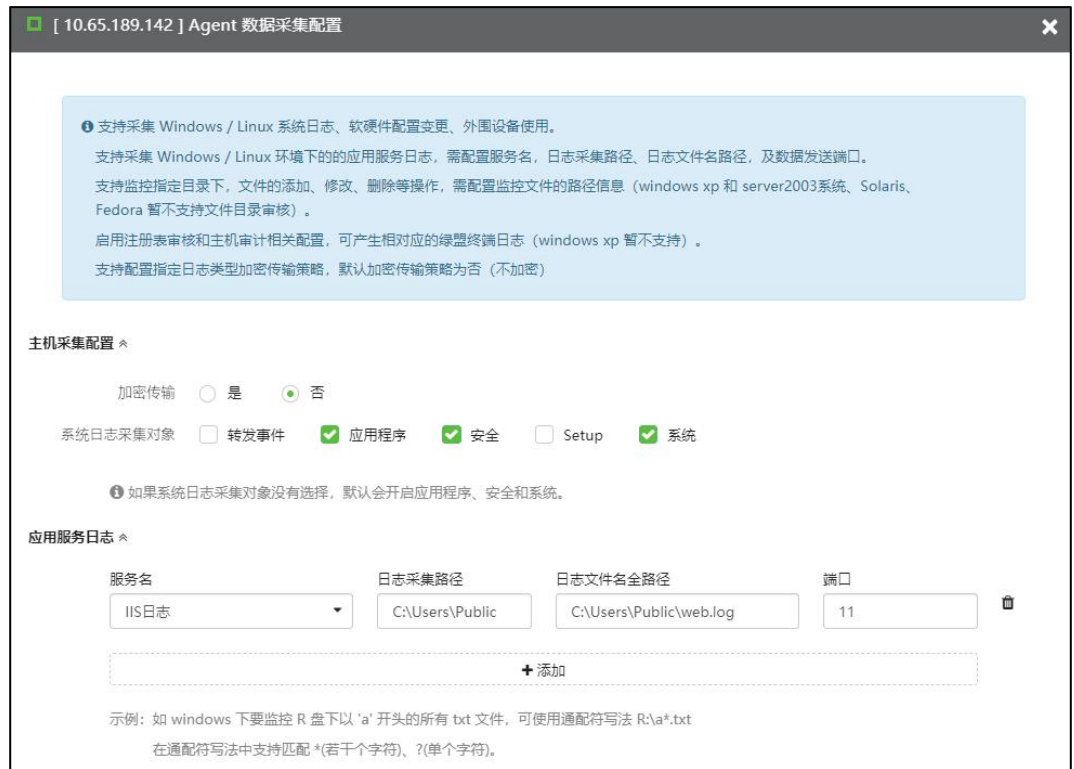 [ 10.65.189.142 ] Agent 数据采集配置
支持采集 Windows / Linux 系统日志、软硬件配置变更、外围设备使用。
支持采集 Windows / Linux 环境下的的应用服务日志，需配置服务名，日志采集路径、日志文件名路径，及数据发送端口。
支持监控指定目录下，文件的添加、修改、删除等操作，需配置监控文件的路径信息（windows xp 和 server2003系统、Solaris、
Fedora 暂不支持文件目录审核）。
启用注册表审核和主机审计相关配置，可产生相对应的绿盟终端日志（windows xp 暂不支持）。
支持配置指定日志类型加密传输策略，默认加密传输策略为否（不加密）
主机采集配置
加密传输 是 否
系统日志采集对象 转发事件 应用程序 安全 Setup 系统
如果系统日志采集对象没有选择，默认会开启应用程序、安全和系统。
应用服务日志
服务名 日志采集路径 日志文件名全路径 端口
IIS日志 C:\Users\Public C:\Users\Public\web.log 11
+ 添加
示例：如 windows 下要监控 R 盘下以 'a' 开头的所有 txt 文件，可使用通配符写法 R:\a*.txt
在通配符写法中支持匹配 *(若干个字符)、?(单个字符)。